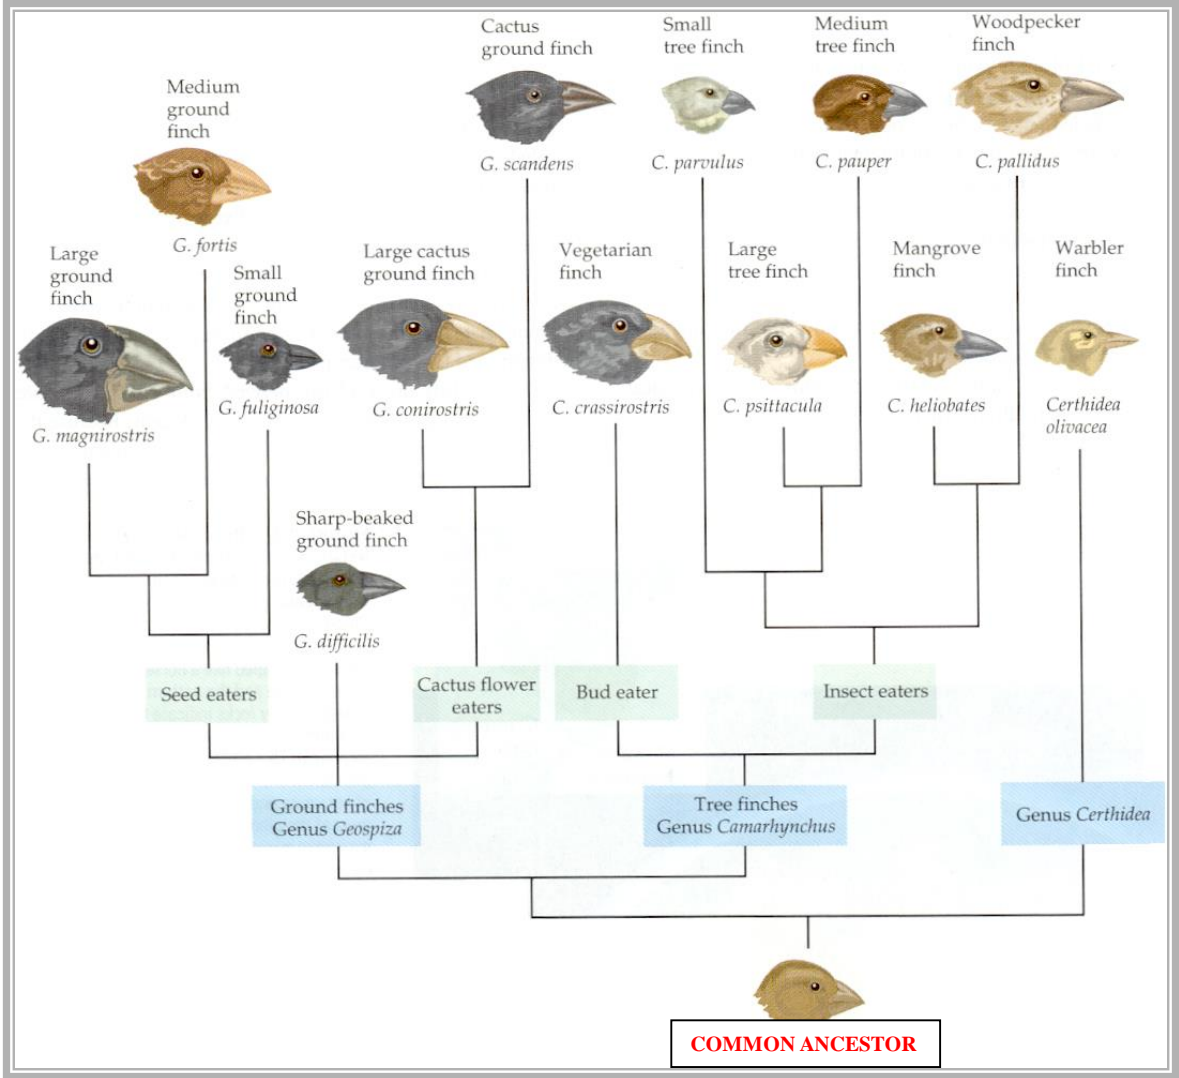 Cactus
ground finch
Small
tree finch
Medium
tree finch
Woodpecker
finch
Medium
ground
finch
G. scandens
C. parvulus
C. pauper
C. pallidus
G. fortis
Large
ground
finch
Small
ground
finch
Large cactus
ground finch
Vegetarian
finch
Large
tree finch
Mangrove
finch
Warbler
finch
G. magnirostris
G. fuliginosa
G. conirostris
C. crassirostris
C. psittacula
C. heliobates
Certhidea
olivacea
Sharp-beaked
ground finch
G. difficilis
Seed eaters
Cactus flower
eaters
Bud eater
Insect eaters
Ground finches
Genus Geospiza
Tree finches
Genus Camarhynchus
Genus Certhidea
COMMON ANCESTOR